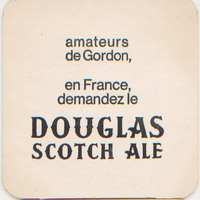 amateurs
de Gordon,
en France,
demandez le
DOUGLAS
SCOTCH ALE